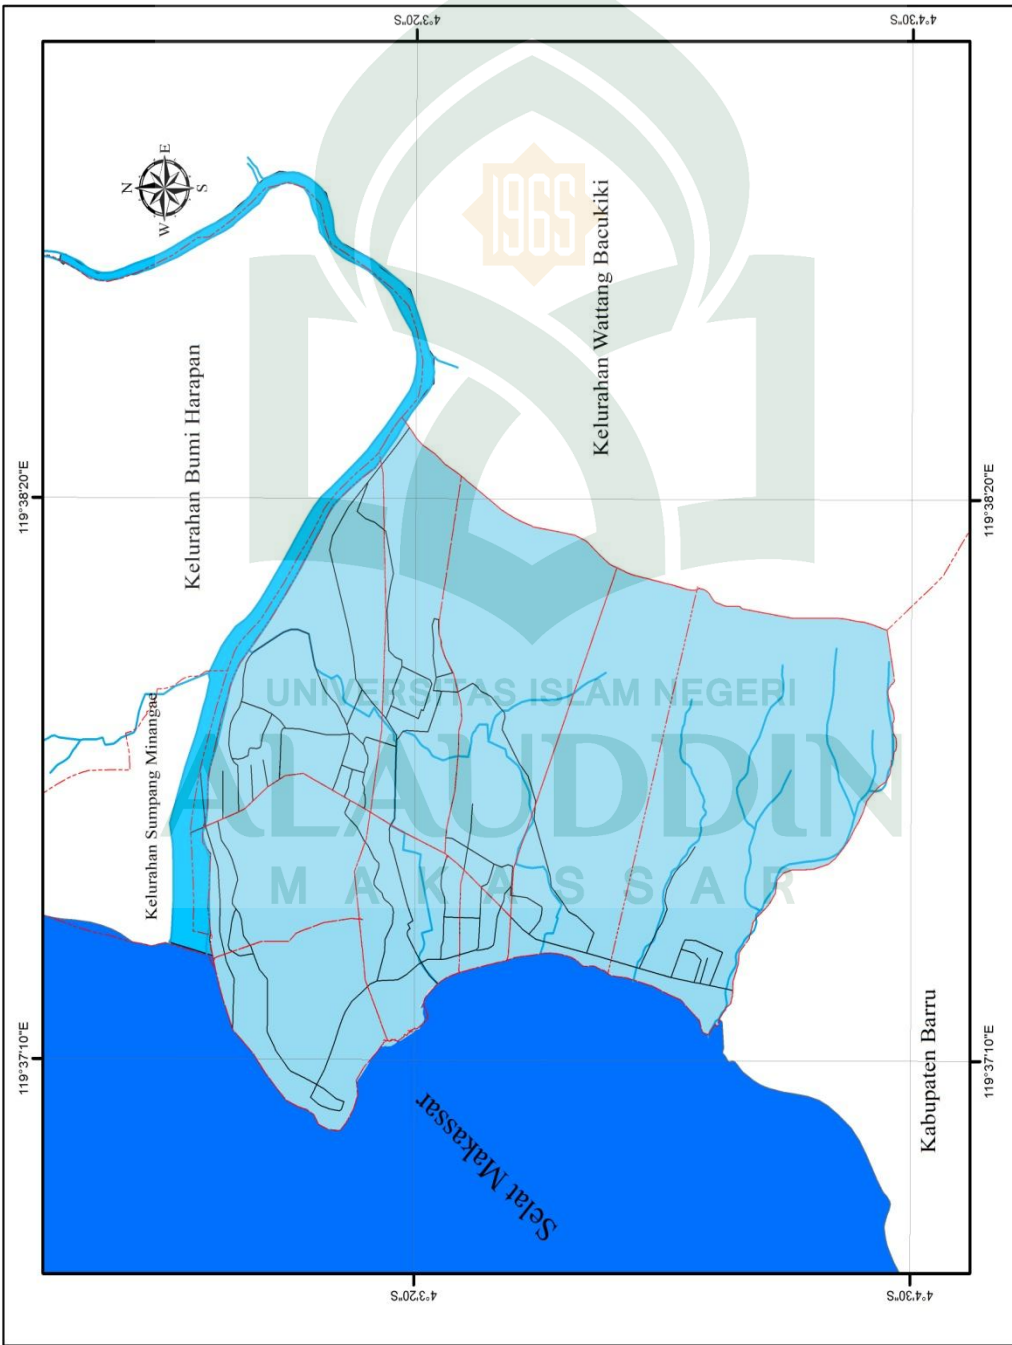 119°37'10"E
119°38'20"E
4°3'20"S
4°3'20"S
4°4'30"S
4°4'30"S
N
E
S
W
Kelurahan Sumpang Minangae
Kelurahan Bumi Harapan
Kelurahan Wattang Bacukiki
Selat Makassar
Kabupaten Barru
119°37'10"E
119°38'20"E
1965
UNIVERSITAS ISLAM NEGERI
ALAUDDIN
MAKASSAR